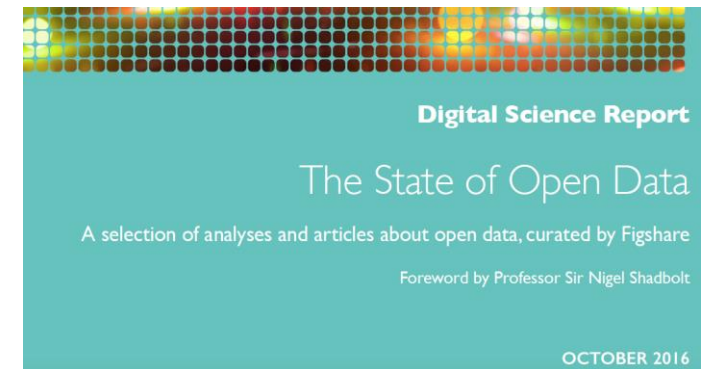 Digital Science Report
The State of Open Data
A selection of analyses and articles about open data, curated by Figshare
Foreword by Professor Sir Nigel Shadbolt
OCTOBER 2016